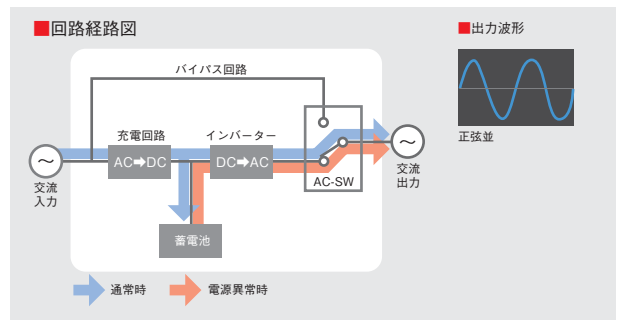 ■回路経路図
■出力波形
バイパス回路
充電回路
インバーター
AC➡DC
DC➡AC
〜
交流
入力
〜
交流
出力
AC-SW
蓄電池
正弦並
通常時
電源異常時